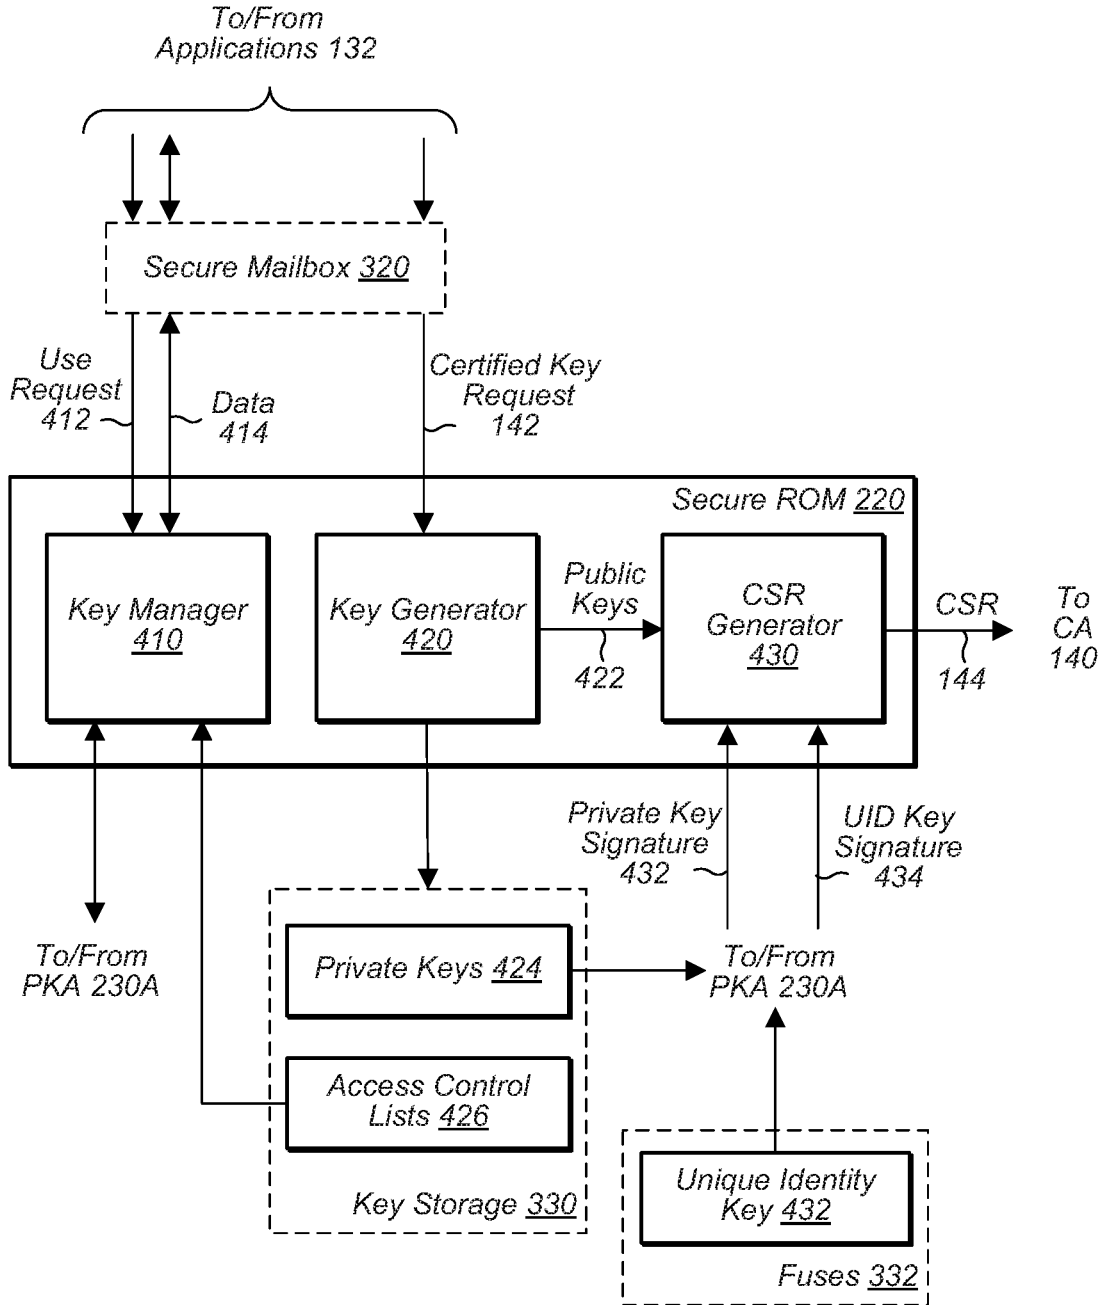 To/From
Applications 132
Secure Mailbox 320
Use
Request
412
Data
414
Certified Key
Request
142
Secure ROM 220
Key Manager
410
Key Generator
420
Public
Keys
422
CSR
Generator
430
CSR
144
To
CA
140
Private Key
Signature
432
UID Key
Signature
434
To/From
PKA 230A
Private Keys 424
To/From
PKA 230A
Access Control
Lists 426
Key Storage 330
Unique Identity
Key 432
Fuses 332